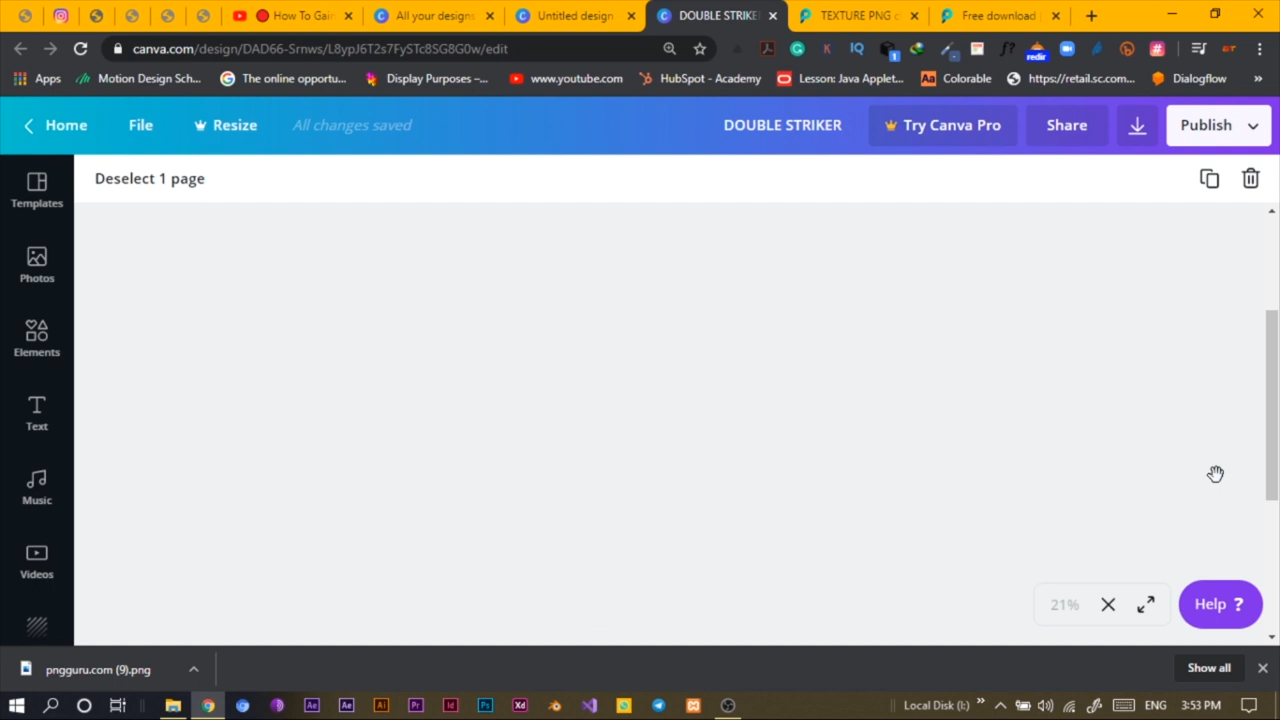 How To Gair
All your designs
Untitled design
DOUBLE STRIKE
TEXTURE PNG c
Free download
canva.com/design/DAD66-Srnws/L8ypJ6T2s7FySTc8SG8G0w/edit
Apps
Motion Design Sch...
The online opportu...
Display Purposes –...
www.youtube.com
HubSpot - Academy
Lesson: Java Applet...
Colorable
https://retail.sc.com...
Dialogflow
Home
File
Resize
All changes saved
DOUBLE STRIKER
Try Canva Pro
Share
Publish
Deselect 1 page
Templates
Photos
Elements
Text
Music
Videos
21%
Help ?
pngguru.com (9).png
Show all
Local Disk (I:)
ENG
3:53 PM